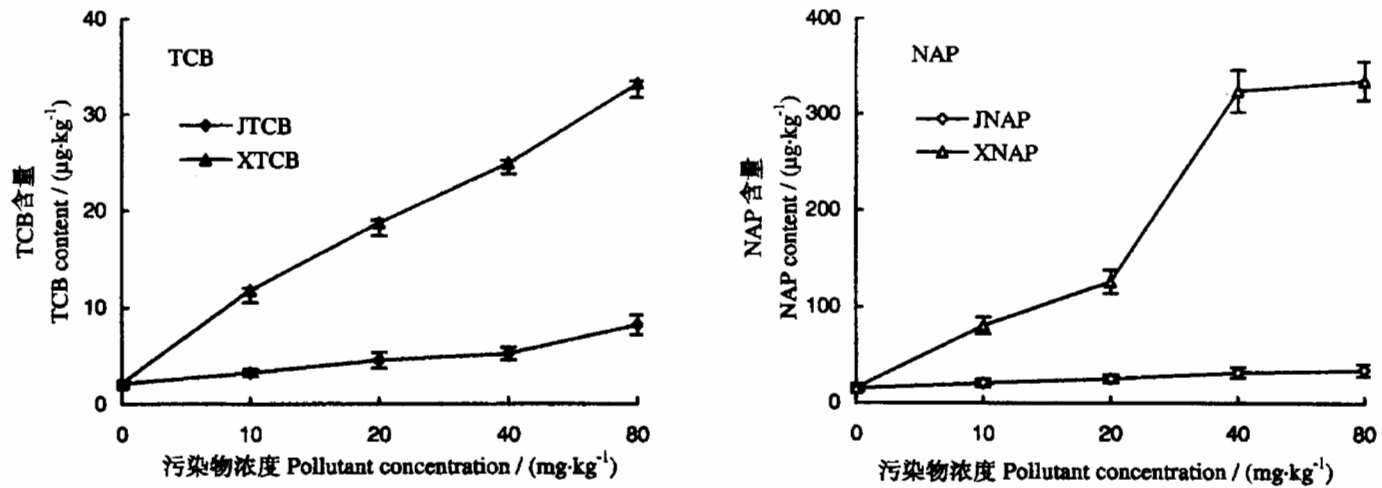 40
30
20
10
0
TCB
JTCB
XTCB
TCB含量
TCB content / (μg·kg⁻¹)
0 10 20 40 80
污染物浓度 Pollutant concentration / (mg·kg⁻¹)
400
300
200
100
0
NAP
JNAP
XNAP
NAP 含量
NAP content / (μg·kg⁻¹)
0 10 20 40 80
污染物浓度 Pollutant concentration / (mg·kg⁻¹)